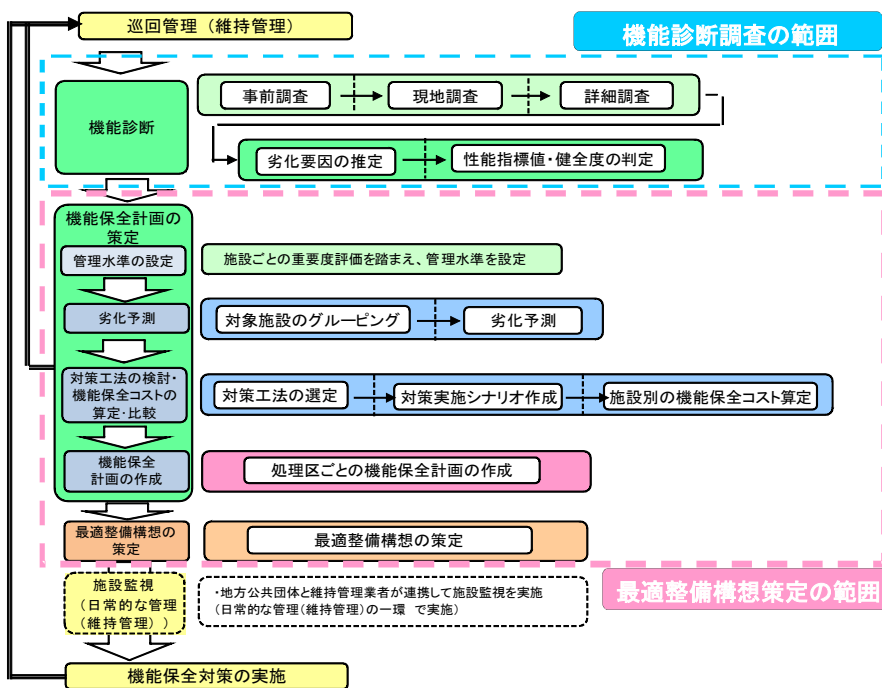 巡回管理（維持管理）
機能診断調査の範囲
機能診断
事前調査
現地調査
詳細調査
劣化要因の推定
性能指標値・健全度の判定
機能保全計画の
策定
管理水準の設定
施設ごとの重要度評価を踏まえ、管理水準を設定
劣化予測
対象施設のグルーピング
劣化予測
対策工法の検討・
機能保全コストの
算定・比較
対策工法の選定
対策実施シナリオ作成
施設別の機能保全コスト算定
機能保全
計画の作成
処理区ごとの機能保全計画の作成
最適整備構想の
策定
最適整備構想の策定
施設監視
（日常的な管理
（維持管理））
・地方公共団体と維持管理業者が連携して施設監視を実施
（日常的な管理（維持管理）の一環 で実施）
最適整備構想策定の範囲
機能保全対策の実施